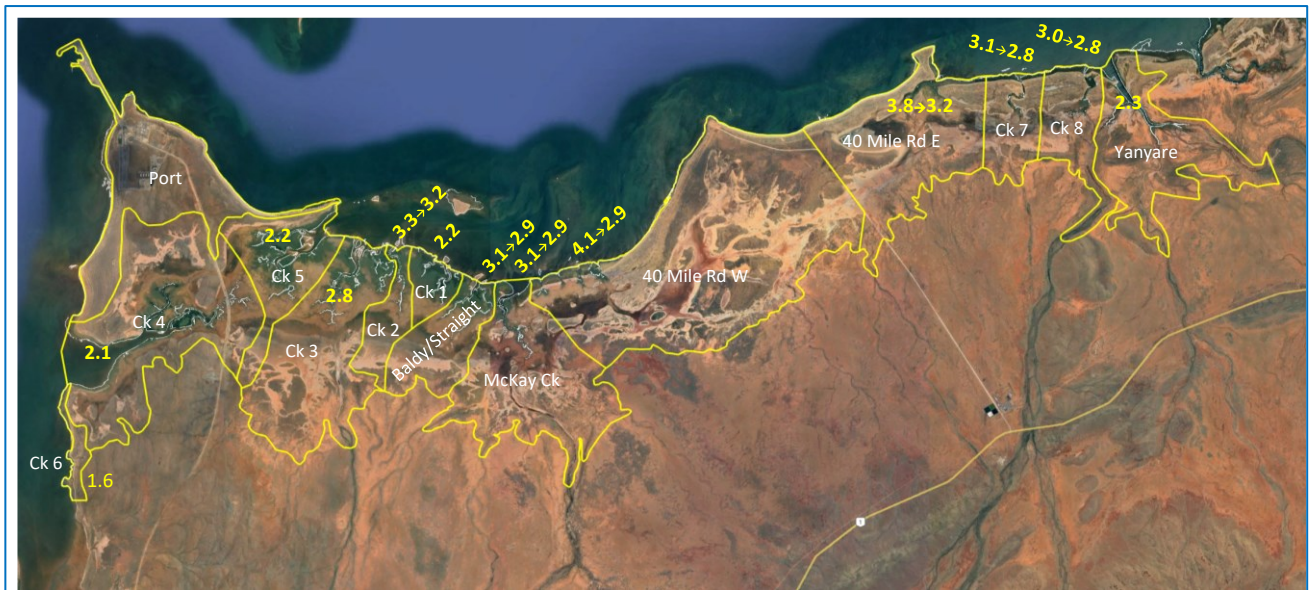 3.0→2.8
3.1→2.8
3.8→3.2
2.3
40 Mile Rd E
Ck 7
Ck 8
Yanyare
Port
3.3→3.2
2.2
3.1→2.9
3.1→2.9
4.1→2.9
2.2
Ck 5
2.8
Ck 1
40 Mile Rd W
Ck 4
Ck 2
Baldy/Straight
2.1
Ck 3
McKay Ck
Ck 6
1.6
1